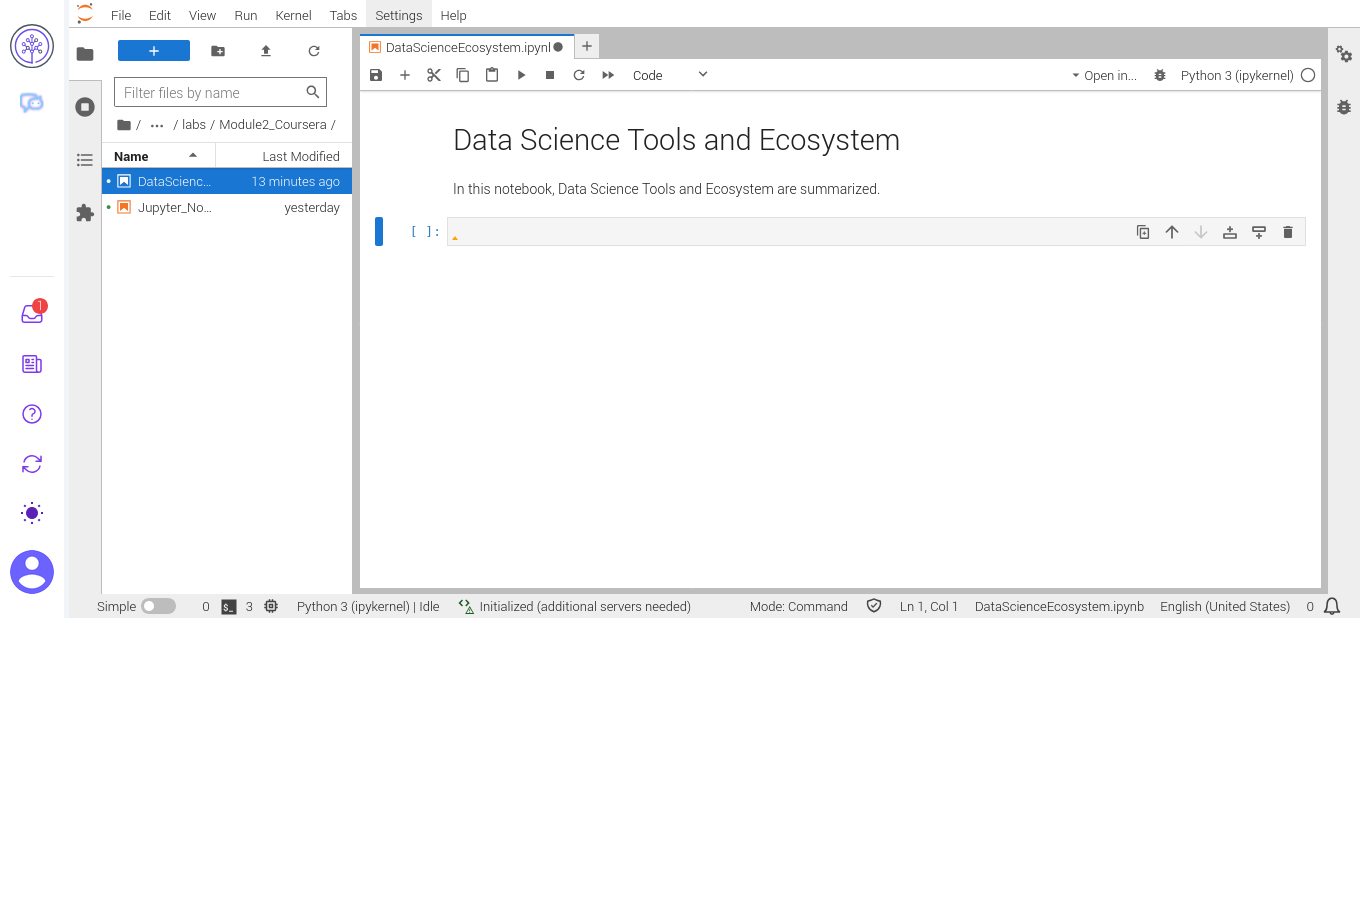 File Edit View Run Kernel Tabs Settings Help
DataScienceEcosystem.ipynl
Code
Open in...
Python 3 (ipykernel)
Filter files by name
/ ... / labs / Module2_Coursera /
Name Last Modified
DataScienc... 13 minutes ago
Jupyter_No... yesterday
Data Science Tools and Ecosystem
In this notebook, Data Science Tools and Ecosystem are summarized.
[ ]:
1
Simple 0 $_ 3 Python 3 (ipykernel) | Idle Initialized (additional servers needed) Mode: Command Ln 1, Col 1 DataScienceEcosystem.ipynb English (United States) 0